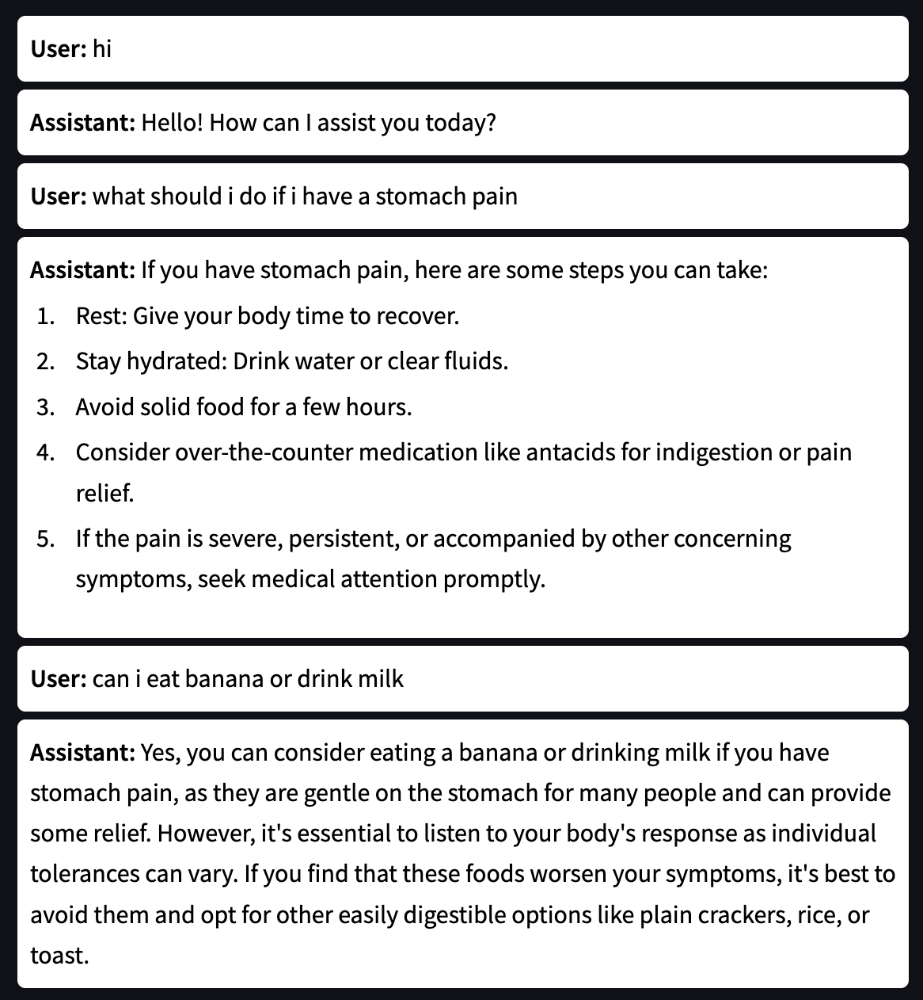 User: hi
Assistant: Hello! How can I assist you today?
User: what should i do if i have a stomach pain
Assistant: If you have stomach pain, here are some steps you can take:
1. Rest: Give your body time to recover.
2. Stay hydrated: Drink water or clear fluids.
3. Avoid solid food for a few hours.
4. Consider over-the-counter medication like antacids for indigestion or pain
relief.
5. If the pain is severe, persistent, or accompanied by other concerning
symptoms, seek medical attention promptly.
User: can i eat banana or drink milk
Assistant: Yes, you can consider eating a banana or drinking milk if you have
stomach pain, as they are gentle on the stomach for many people and can provide
some relief. However, it's essential to listen to your body's response as individual
tolerances can vary. If you find that these foods worsen your symptoms, it's best to
avoid them and opt for other easily digestible options like plain crackers, rice, or
toast.